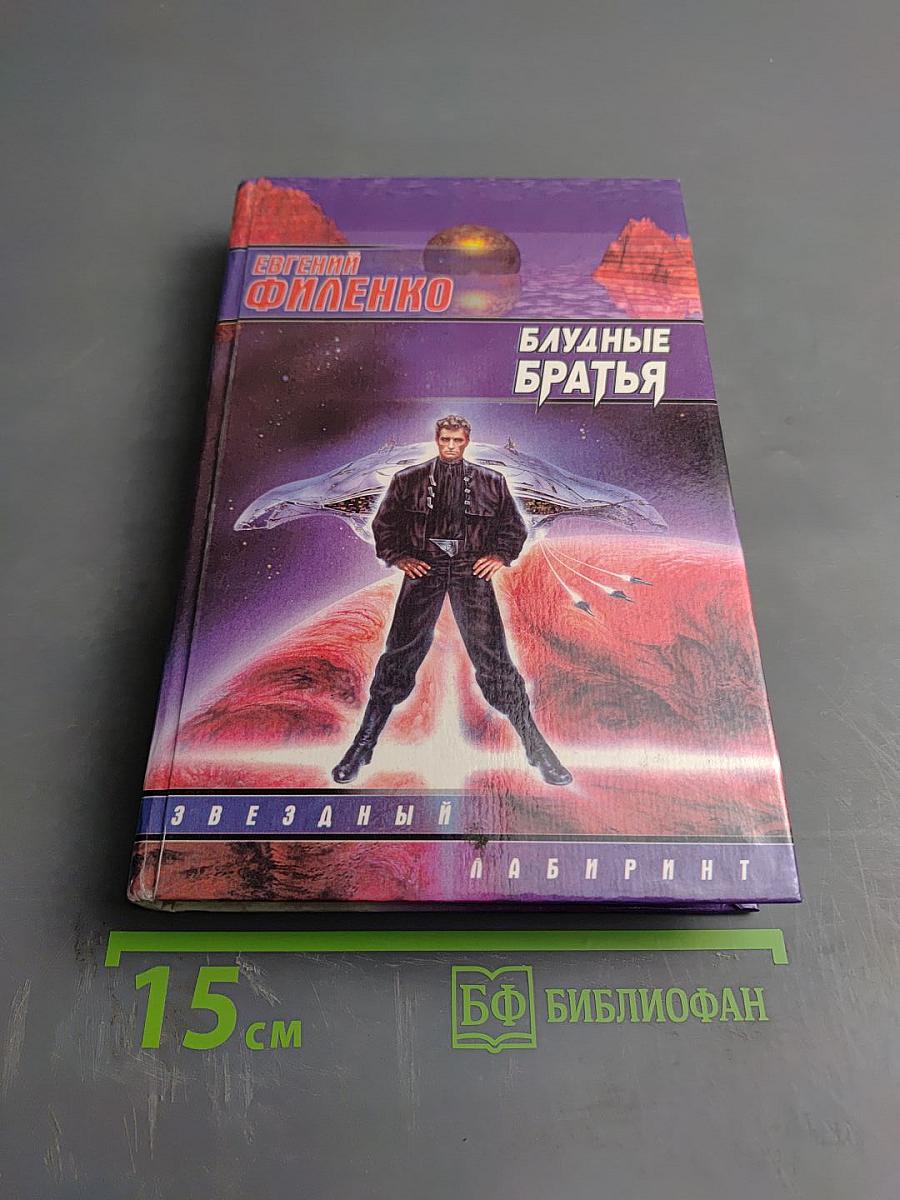 ЕВГЕНИЙ
ФИЛЕНКО
БЛУДНЫЕ
БРАТЬЯ
ЗВЕЗДНЫЙ
ЛАБИРИНТ
15 см
БФ БИБЛИОФАН